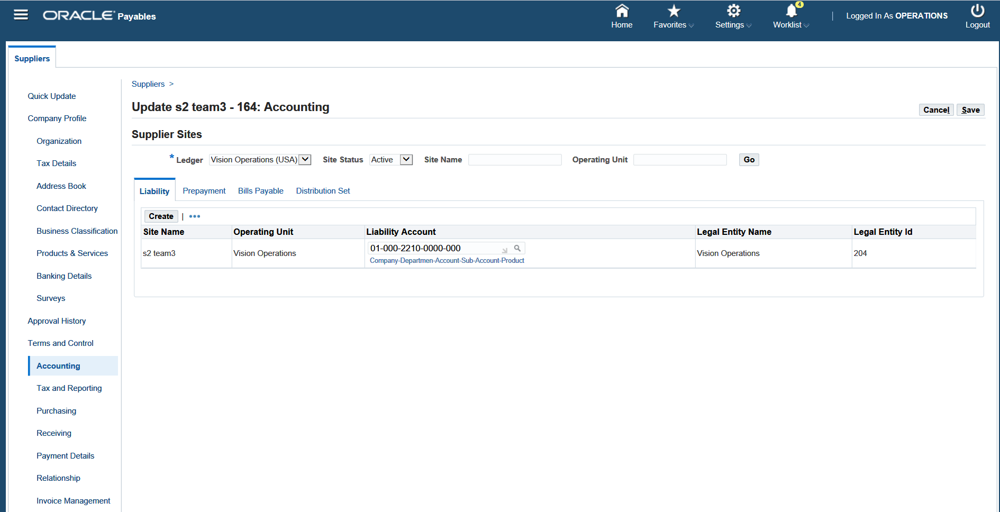 ORACLE Payables
Home
Favorites
Settings
Worklist
4
Logged In As OPERATIONS
Logout
Suppliers
Quick Update
Company Profile
Organization
Tax Details
Address Book
Contact Directory
Business Classification
Products & Services
Banking Details
Surveys
Approval History
Terms and Control
Accounting
Tax and Reporting
Purchasing
Receiving
Payment Details
Relationship
Invoice Management
Suppliers >
Update s2 team3 - 164: Accounting
Cancel Save
Supplier Sites
* Ledger Vision Operations (USA) Site Status Active Site Name Operating Unit Go
Liability Prepayment Bills Payable Distribution Set
Create | •••
Site Name Operating Unit Liability Account Legal Entity Name Legal Entity Id
s2 team3 Vision Operations 01-000-2210-0000-000 Vision Operations 204
Company-Departmen-Account-Sub-Account-Product